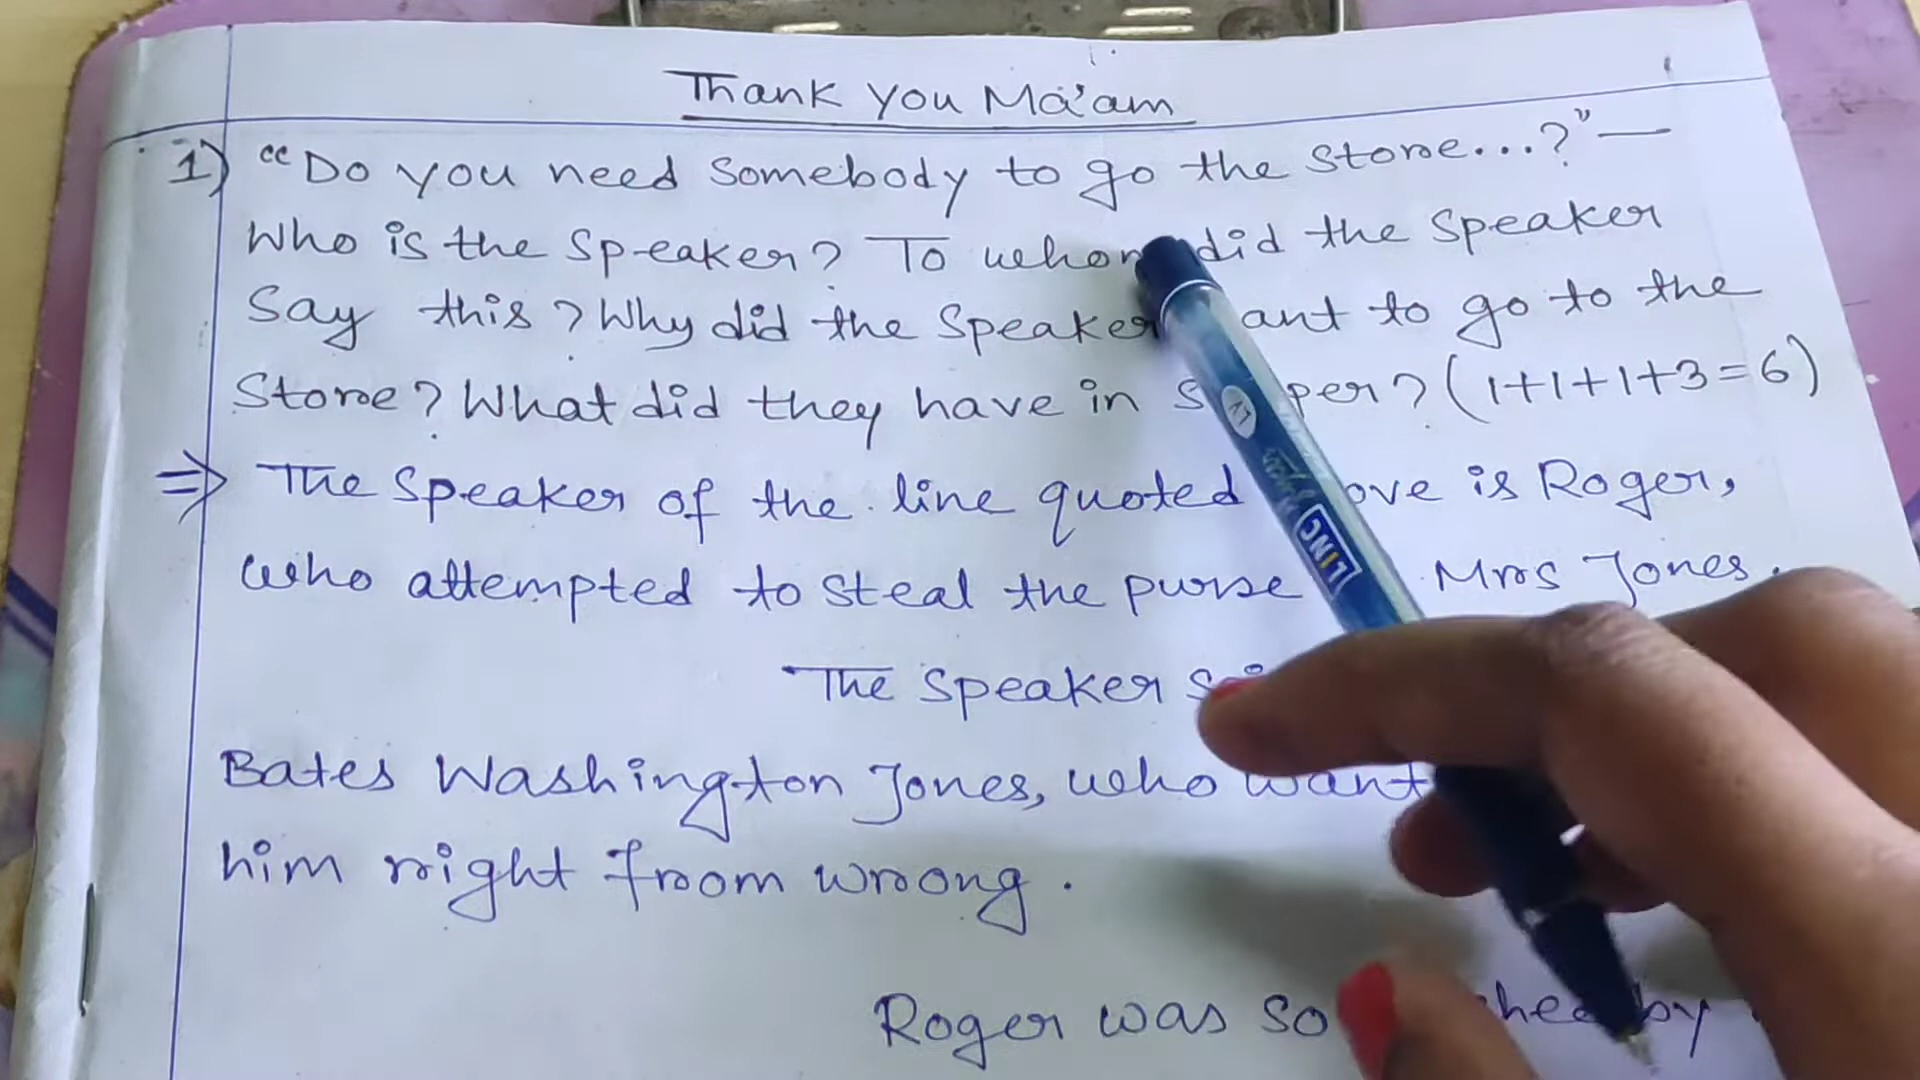 Thank you Ma'am
1) "Do you need somebody to go the store...?" —
Who is the speaker? To whom did the speaker
say this? Why did the speaker want to go to the
store? What did they have in supper? (1+1+1+3=6)
⇒ The speaker of the line quoted above is Roger,
who attempted to steal the purse Mrs Jones.
The speaker
Bates Washington Jones, who want
him right from wrong.
Roger was so by
LINC